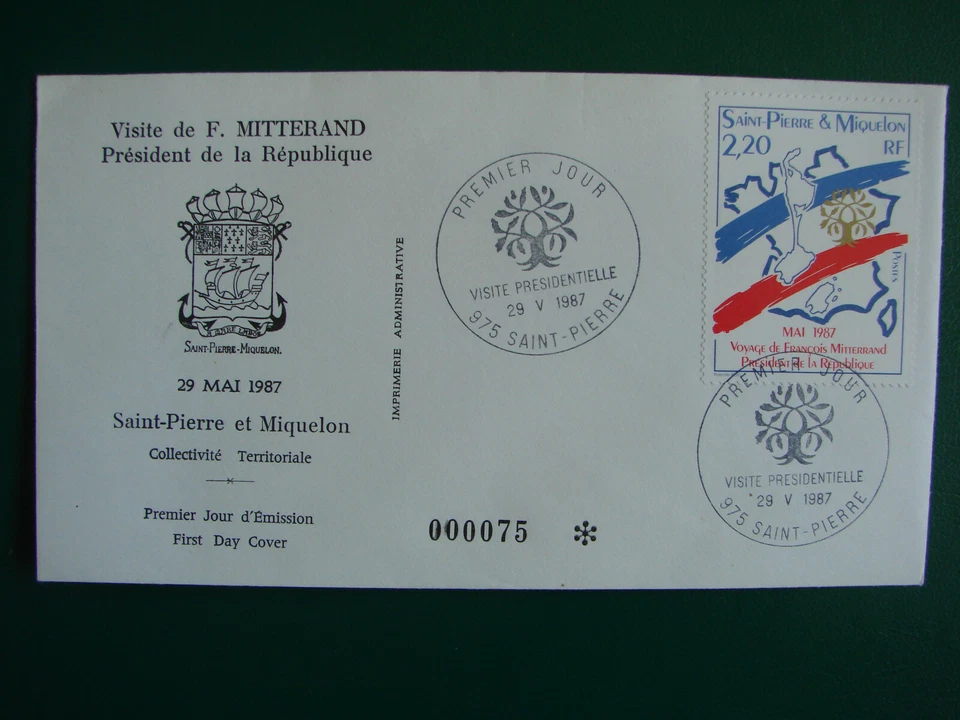 Visite de F. MITTERAND
Président de la République
SAINT-PIERRE-MIQUELON.
29 MAI 1987
Saint-Pierre et Miquelon
Collectivité Territoriale
Premier Jour d'Émission
First Day Cover
IMPRIMERIE ADMINISTRATIVE
000075 *
PREMIER JOUR
VISITE PRESIDENTIELLE
29 V 1987
975 SAINT-PIERRE
SAINT-PIERRE & MIQUELON
2,20 RF
POSTES
MAI 1987
VOYAGE DE FRANÇOIS MITTERRAND
PRÉSIDENT DE LA RÉPUBLIQUE
PREMIER JOUR
VISITE PRESIDENTIELLE
29 V 1987
975 SAINT-PIERRE